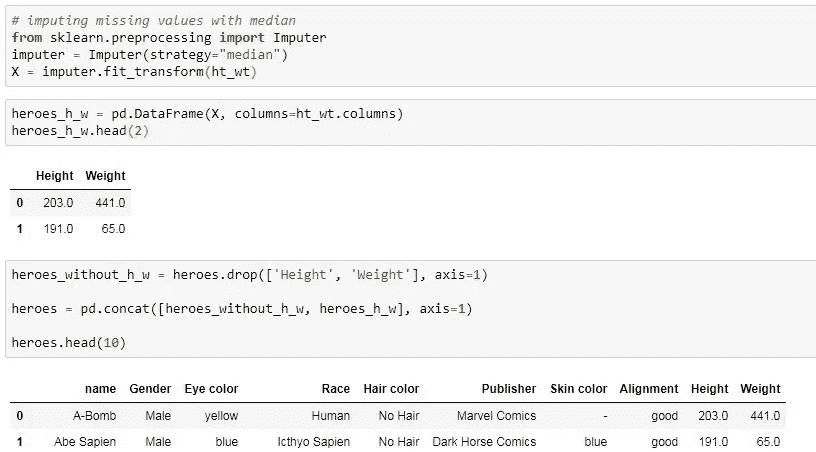 # imputing missing values with median
from sklearn.preprocessing import Imputer
imputer = Imputer(strategy="median")
X = imputer.fit_transform(ht_wt)
heroes_h_w = pd.DataFrame(X, columns=ht_wt.columns)
heroes_h_w.head(2)
Height Weight
0 203.0 441.0
1 191.0 65.0
heroes_without_h_w = heroes.drop(['Height', 'Weight'], axis=1)
heroes = pd.concat([heroes_without_h_w, heroes_h_w], axis=1)
heroes.head(10)
name Gender Eye color Race Hair color Publisher Skin color Alignment Height Weight
0 A-Bomb Male yellow Human No Hair Marvel Comics - good 203.0 441.0
1 Abe Sapien Male blue Icthyo Sapien No Hair Dark Horse Comics blue good 191.0 65.0